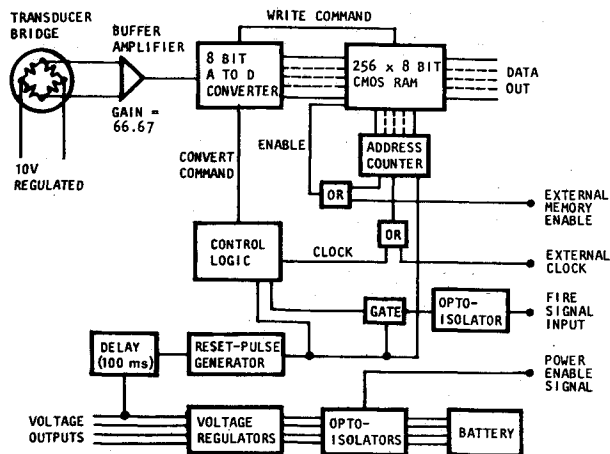 TRANSDUCER
BRIDGE
BUFFER
AMPLIFIER
GAIN =
66.67
10V
REGULATED
WRITE COMMAND
8 BIT
A TO D
CONVERTER
256 x 8 BIT
CMOS RAM
DATA
OUT
CONVERT
COMMAND
ENABLE
ADDRESS
COUNTER
OR
EXTERNAL
MEMORY
ENABLE
OR
CONTROL
LOGIC
CLOCK
EXTERNAL
CLOCK
GATE
OPTO-
ISOLATOR
FIRE
SIGNAL
INPUT
DELAY
(100 ms)
RESET-PULSE
GENERATOR
POWER
ENABLE
SIGNAL
VOLTAGE
OUTPUTS
VOLTAGE
REGULATORS
OPTO-
ISOLATORS
BATTERY